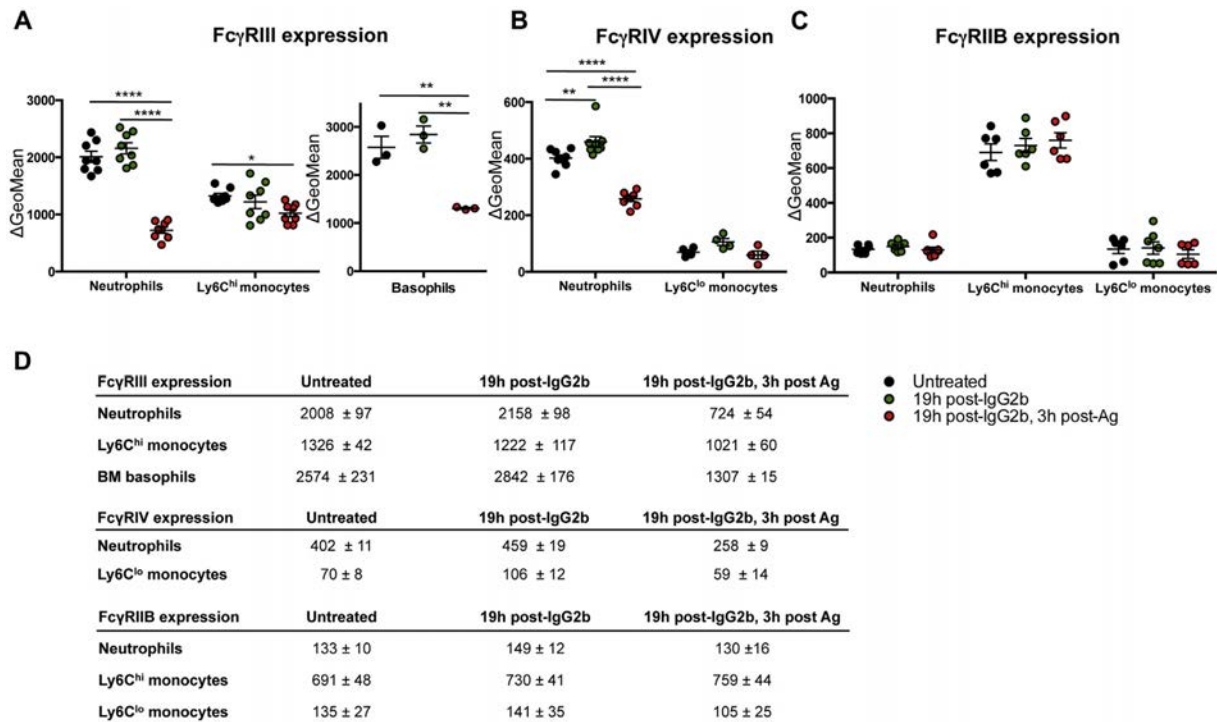 A
FcγRIII expression
B
FcγRIV expression
C
FcγRIIB expression
ΔGeoMean
3000
2000
1000
0
****
****
*
Neutrophils
Ly6Chi monocytes
ΔGeoMean
3000
2000
1000
0
**
**
Basophils
ΔGeoMean
600
400
200
0
****
**
****
Neutrophils
Ly6Clo monocytes
ΔGeoMean
1000
800
600
400
200
0
Neutrophils
Ly6Chi monocytes
Ly6Clo monocytes
D
FcγRIII expression Untreated 19h post-IgG2b 19h post-IgG2b, 3h post Ag
Neutrophils 2008 ± 97 2158 ± 98 724 ± 54
Ly6Chi monocytes 1326 ± 42 1222 ± 117 1021 ± 60
BM basophils 2574 ± 231 2842 ± 176 1307 ± 15
FcγRIV expression Untreated 19h post-IgG2b 19h post-IgG2b, 3h post Ag
Neutrophils 402 ± 11 459 ± 19 258 ± 9
Ly6Clo monocytes 70 ± 8 106 ± 12 59 ± 14
FcγRIIB expression Untreated 19h post-IgG2b 19h post-IgG2b, 3h post Ag
Neutrophils 133 ± 10 149 ± 12 130 ±16
Ly6Chi monocytes 691 ± 48 730 ± 41 759 ± 44
Ly6Clo monocytes 135 ± 27 141 ± 35 105 ± 25
Untreated
19h post-IgG2b
19h post-IgG2b, 3h post-Ag